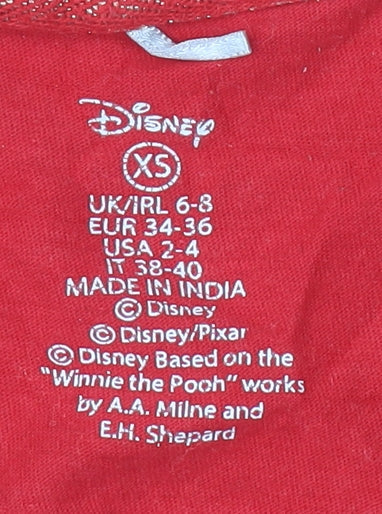 Disney
XS
UK/IRL 6-8
EUR 34-36
USA 2-4
IT 38-40
MADE IN INDIA
© Disney
© Disney/Pixar
© Disney Based on the
"Winnie the Pooh" works
by A.A. Milne and
E.H. Shepard